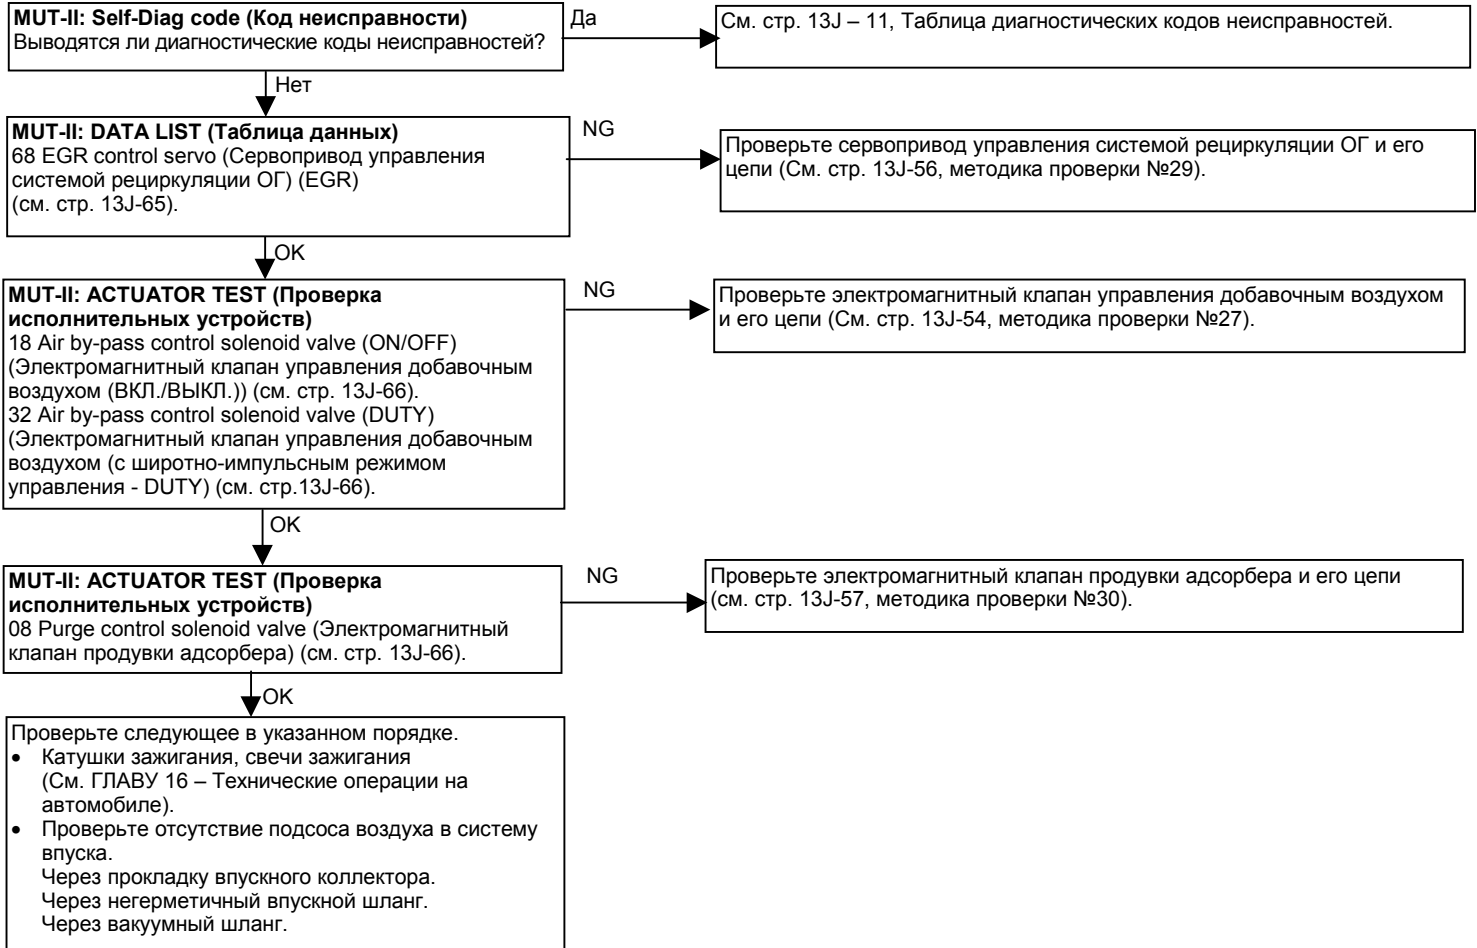 MUT-II: Self-Diag code (Код неисправности)
Выводятся ли диагностические коды неисправностей?
Да
См. стр. 13J – 11, Таблица диагностических кодов неисправностей.
Нет
MUT-II: DATA LIST (Таблица данных)
68 EGR control servo (Сервопривод управления
системой рециркуляции ОГ) (EGR)
(см. стр. 13J-65).
NG
Проверьте сервопривод управления системой рециркуляции ОГ и его
цепи (См. стр. 13J-56, методика проверки №29).
OK
MUT-II: ACTUATOR TEST (Проверка
исполнительных устройств)
18 Air by-pass control solenoid valve (ON/OFF)
(Электромагнитный клапан управления добавочным
воздухом (ВКЛ./ВЫКЛ.)) (см. стр. 13J-66).
32 Air by-pass control solenoid valve (DUTY)
(Электромагнитный клапан управления добавочным
воздухом (с широтно-импульсным режимом
управления - DUTY) (см. стр.13J-66).
NG
Проверьте электромагнитный клапан управления добавочным воздухом
и его цепи (См. стр. 13J-54, методика проверки №27).
OK
MUT-II: ACTUATOR TEST (Проверка
исполнительных устройств)
08 Purge control solenoid valve (Электромагнитный
клапан продувки адсорбера) (см. стр. 13J-66).
NG
Проверьте электромагнитный клапан продувки адсорбера и его цепи
(см. стр. 13J-57, методика проверки №30).
OK
Проверьте следующее в указанном порядке.
• Катушки зажигания, свечи зажигания
(См. ГЛАВУ 16 – Технические операции на
автомобиле).
• Проверьте отсутствие подсоса воздуха в систему
впуска.
Через прокладку впускного коллектора.
Через негерметичный впускной шланг.
Через вакуумный шланг.